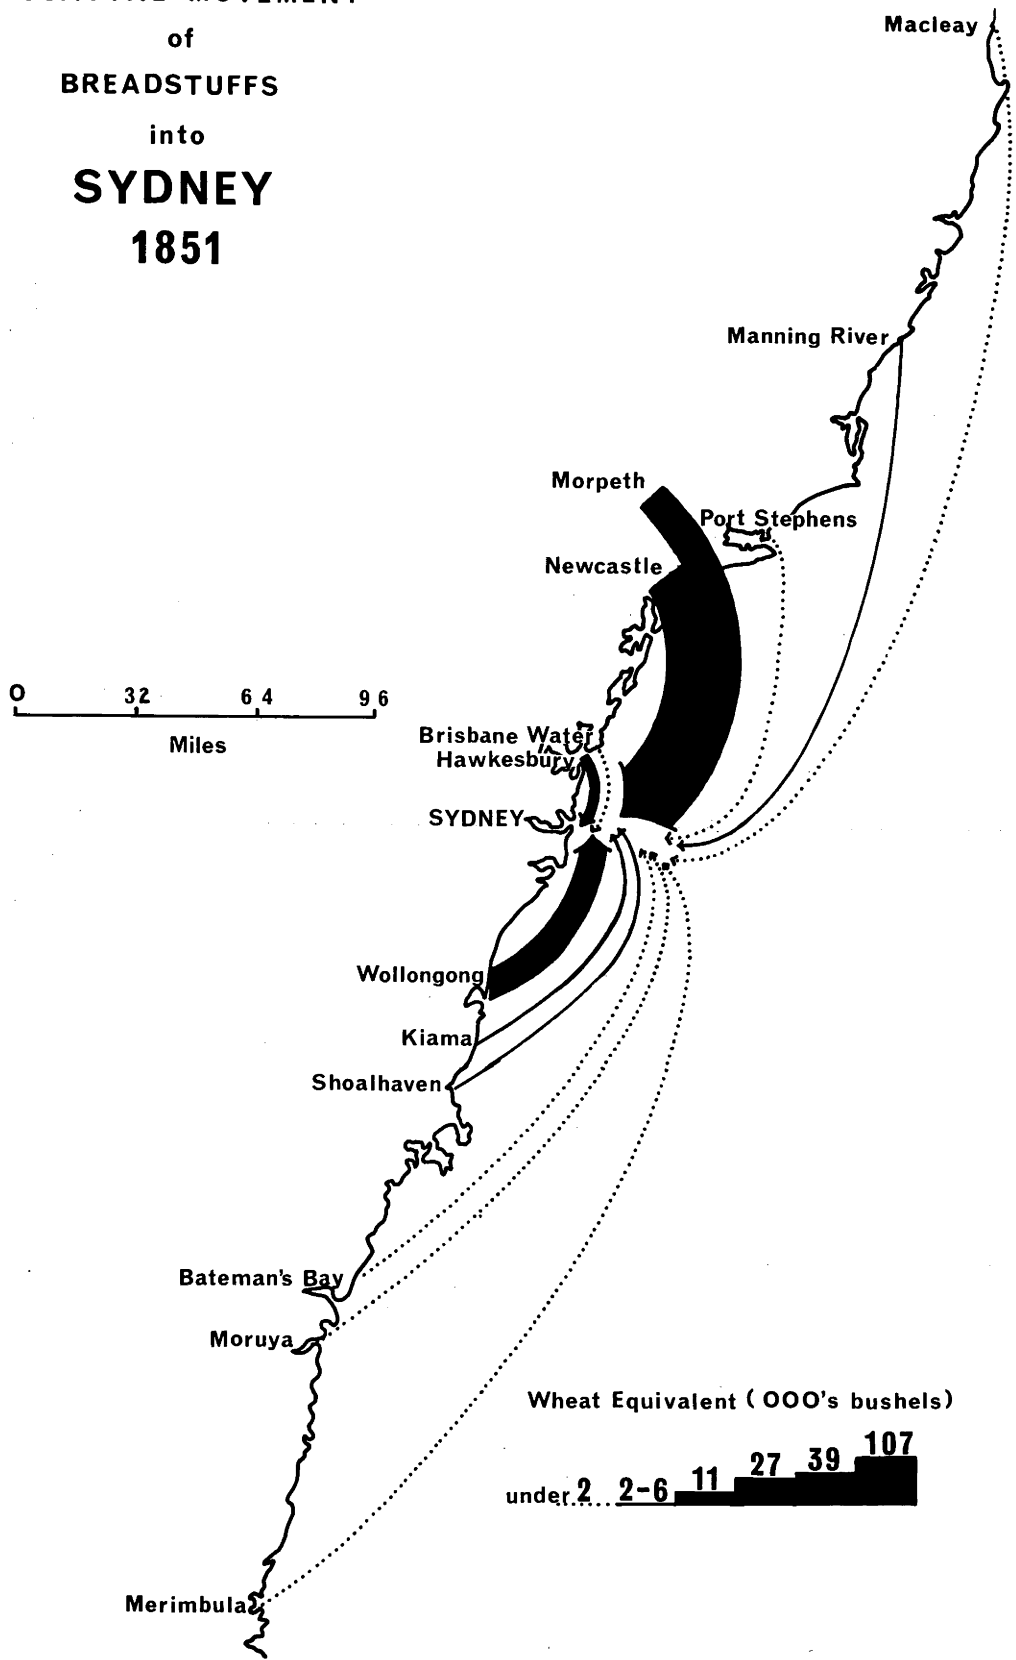 MOVEMENT
of
BREADSTUFFS
into
SYDNEY
1851
Macleay
Manning River
Morpeth
Port Stephens
Newcastle
0 32 64 96
Miles
Brisbane Water
Hawkesbury
SYDNEY
Wollongong
Kiama
Shoalhaven
Bateman's Bay
Moruya
Wheat Equivalent (000's bushels)
under 2 2-6 11 27 39 107
Merimbula